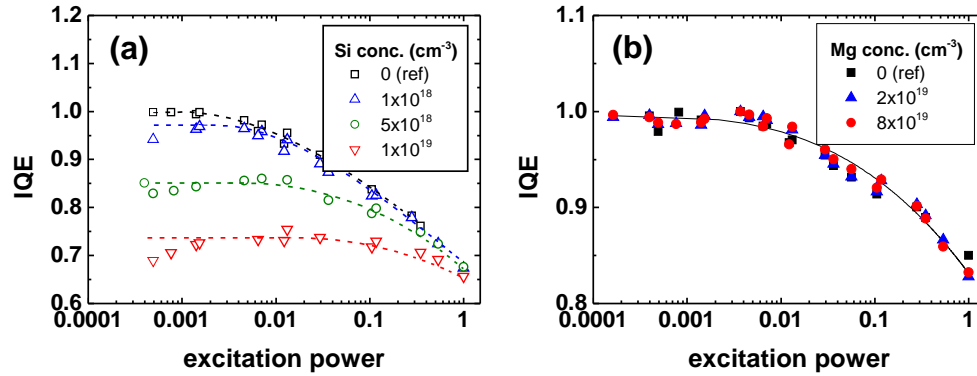 (a)
Si conc. (cm⁻³)
0 (ref)
1x10¹⁸
5x10¹⁸
1x10¹⁹
1.2
1.1
1.0
0.9
0.8
0.7
0.6
IQE
0.0001
0.001
0.01
0.1
1
excitation power
(b)
Mg conc. (cm⁻³)
0 (ref)
2x10¹⁹
8x10¹⁹
1.1
1.0
0.9
0.8
IQE
0.0001
0.001
0.01
0.1
1
excitation power